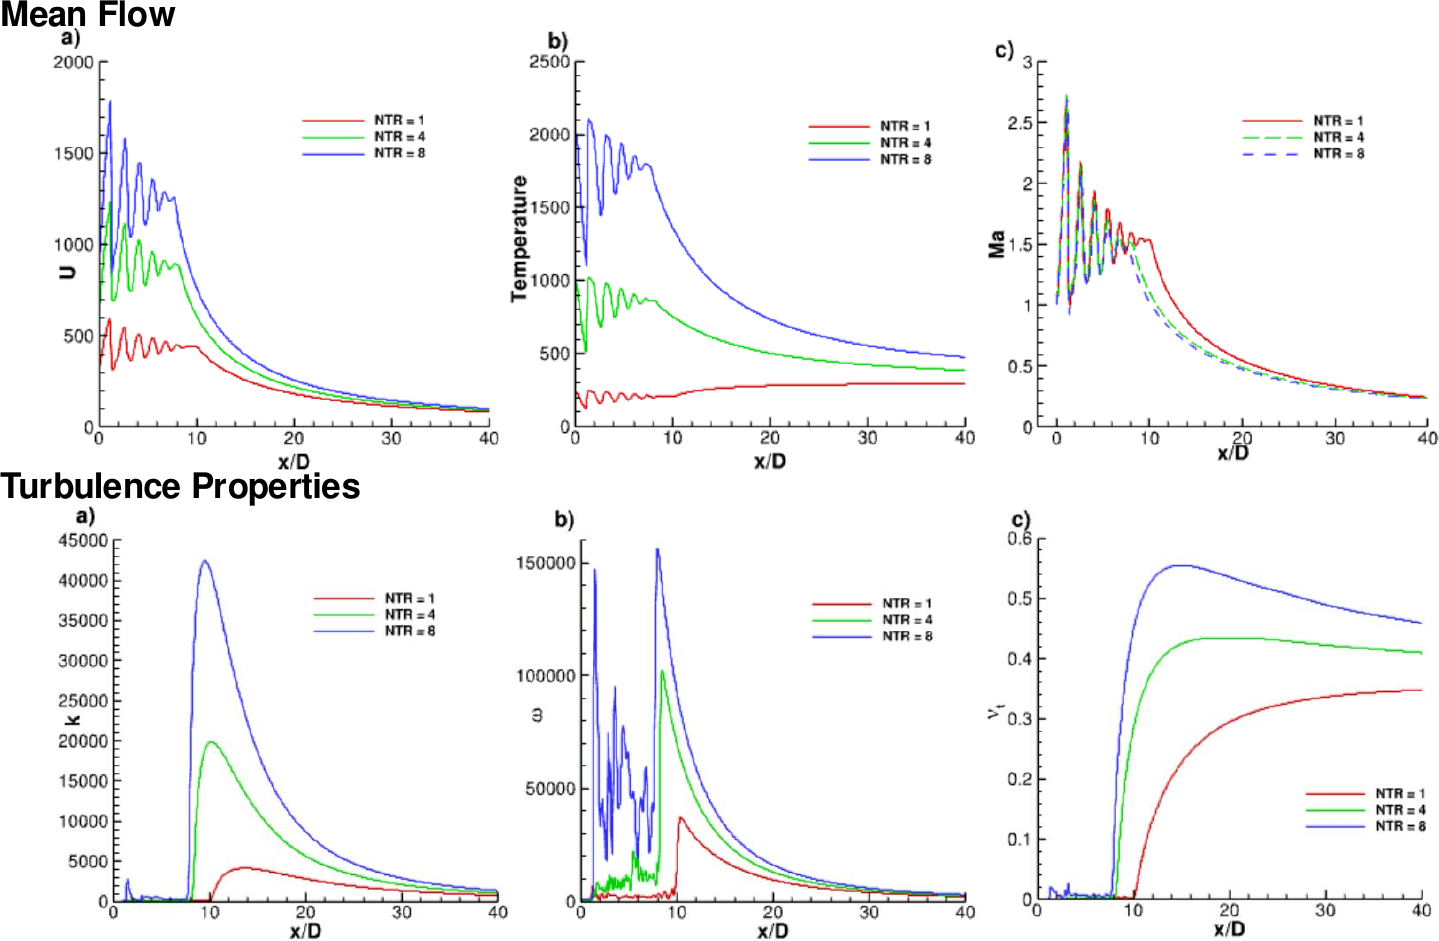 Mean Flow
a)
2000
1500
1000
500
0
U
0 10 20 30 40
x/D
NTR = 1
NTR = 4
NTR = 8
b)
2500
2000
1500
1000
500
0
Temperature
0 10 20 30 40
x/D
NTR = 1
NTR = 4
NTR = 8
c)
3
2.5
2
1.5
1
0.5
0
Ma
0 10 20 30 40
x/D
NTR = 1
NTR = 4
NTR = 8
Turbulence Properties
a)
45000
40000
35000
30000
25000
20000
15000
10000
5000
0
k
0 10 20 30 40
x/D
NTR = 1
NTR = 4
NTR = 8
b)
150000
100000
50000
0
ω
0 10 20 30 40
x/D
NTR = 1
NTR = 4
NTR = 8
c)
0.6
0.5
0.4
0.3
0.2
0.1
0
νt
0 10 20 30 40
x/D
NTR = 1
NTR = 4
NTR = 8